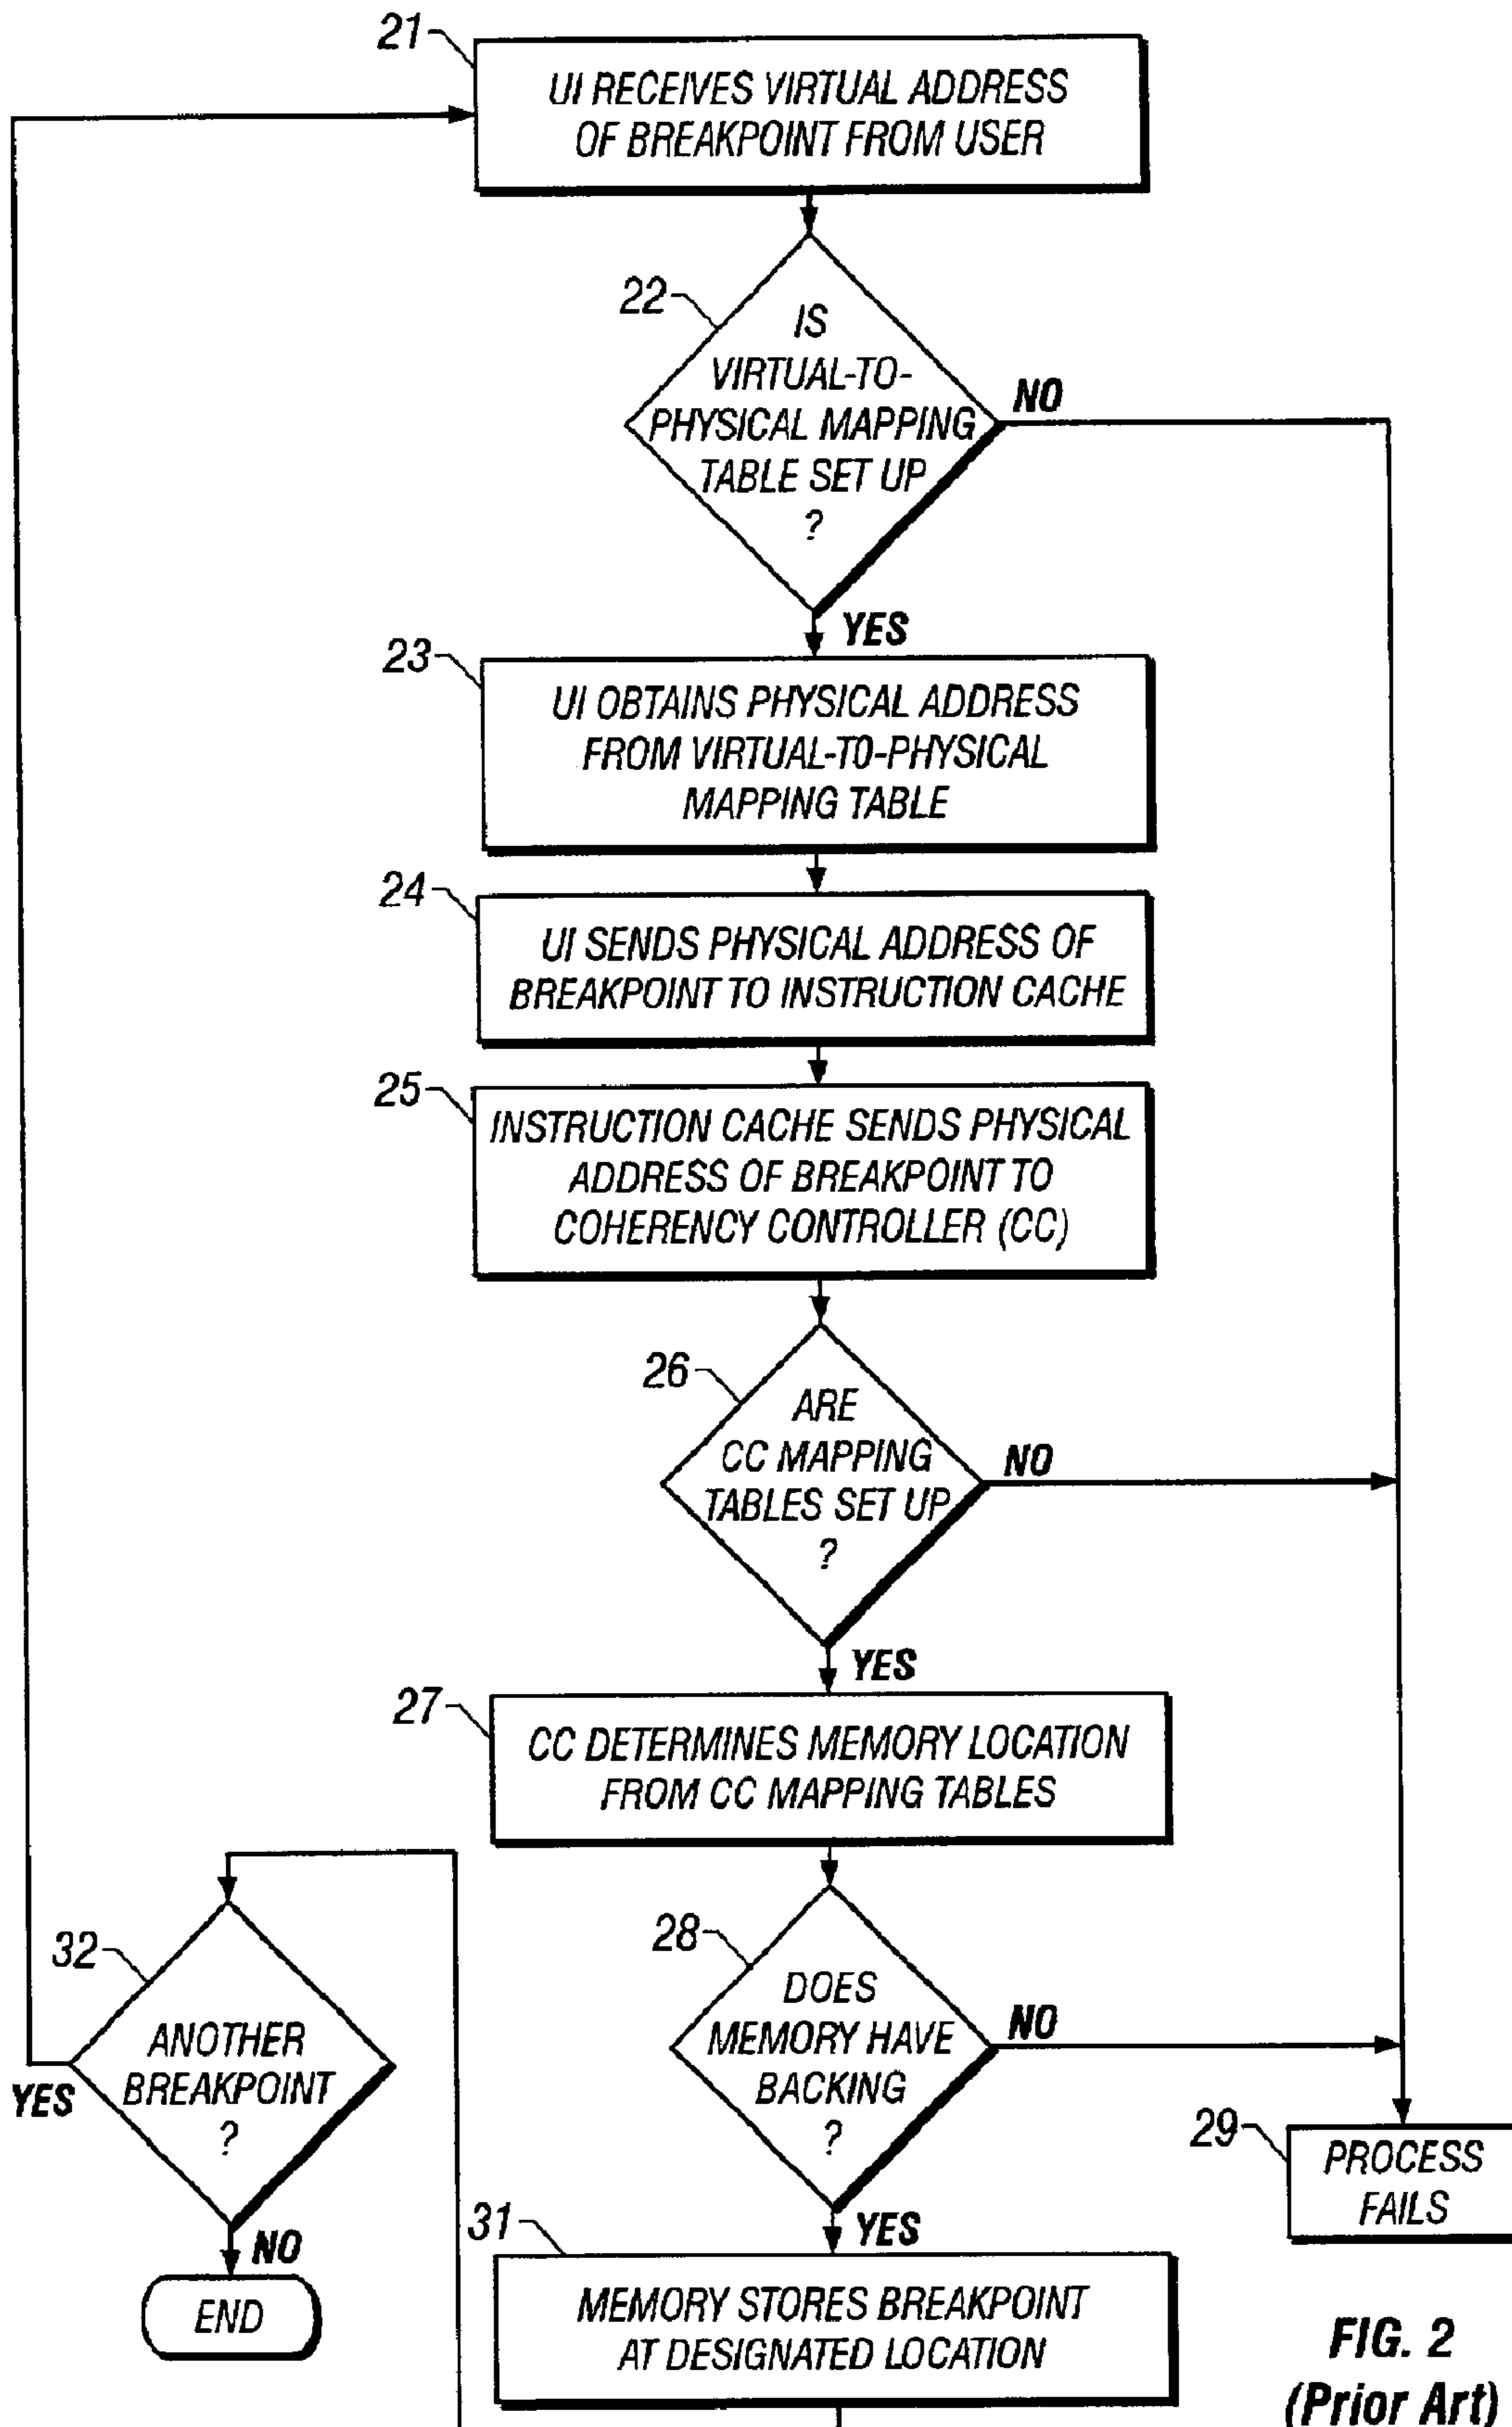 21
UI RECEIVES VIRTUAL ADDRESS
OF BREAKPOINT FROM USER
22
IS
VIRTUAL-TO-
PHYSICAL MAPPING
TABLE SET UP
?
NO
YES
23
UI OBTAINS PHYSICAL ADDRESS
FROM VIRTUAL-TO-PHYSICAL
MAPPING TABLE
24
UI SENDS PHYSICAL ADDRESS OF
BREAKPOINT TO INSTRUCTION CACHE
25
INSTRUCTION CACHE SENDS PHYSICAL
ADDRESS OF BREAKPOINT TO
COHERENCY CONTROLLER (CC)
26
ARE
CC MAPPING
TABLES SET UP
?
NO
YES
27
CC DETERMINES MEMORY LOCATION
FROM CC MAPPING TABLES
28
DOES
MEMORY HAVE
BACKING
?
NO
YES
29
PROCESS
FAILS
31
MEMORY STORES BREAKPOINT
AT DESIGNATED LOCATION
32
ANOTHER
BREAKPOINT
?
YES
NO
END
FIG. 2
(Prior Art)